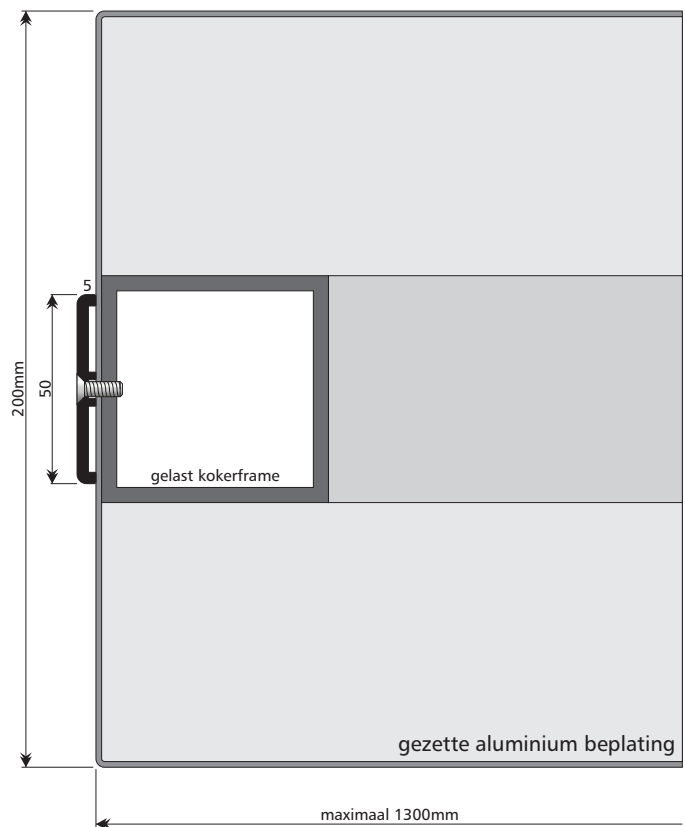 5
50
200mm
gelast kokerframe
gezette aluminium beplating
maximaal 1300mm